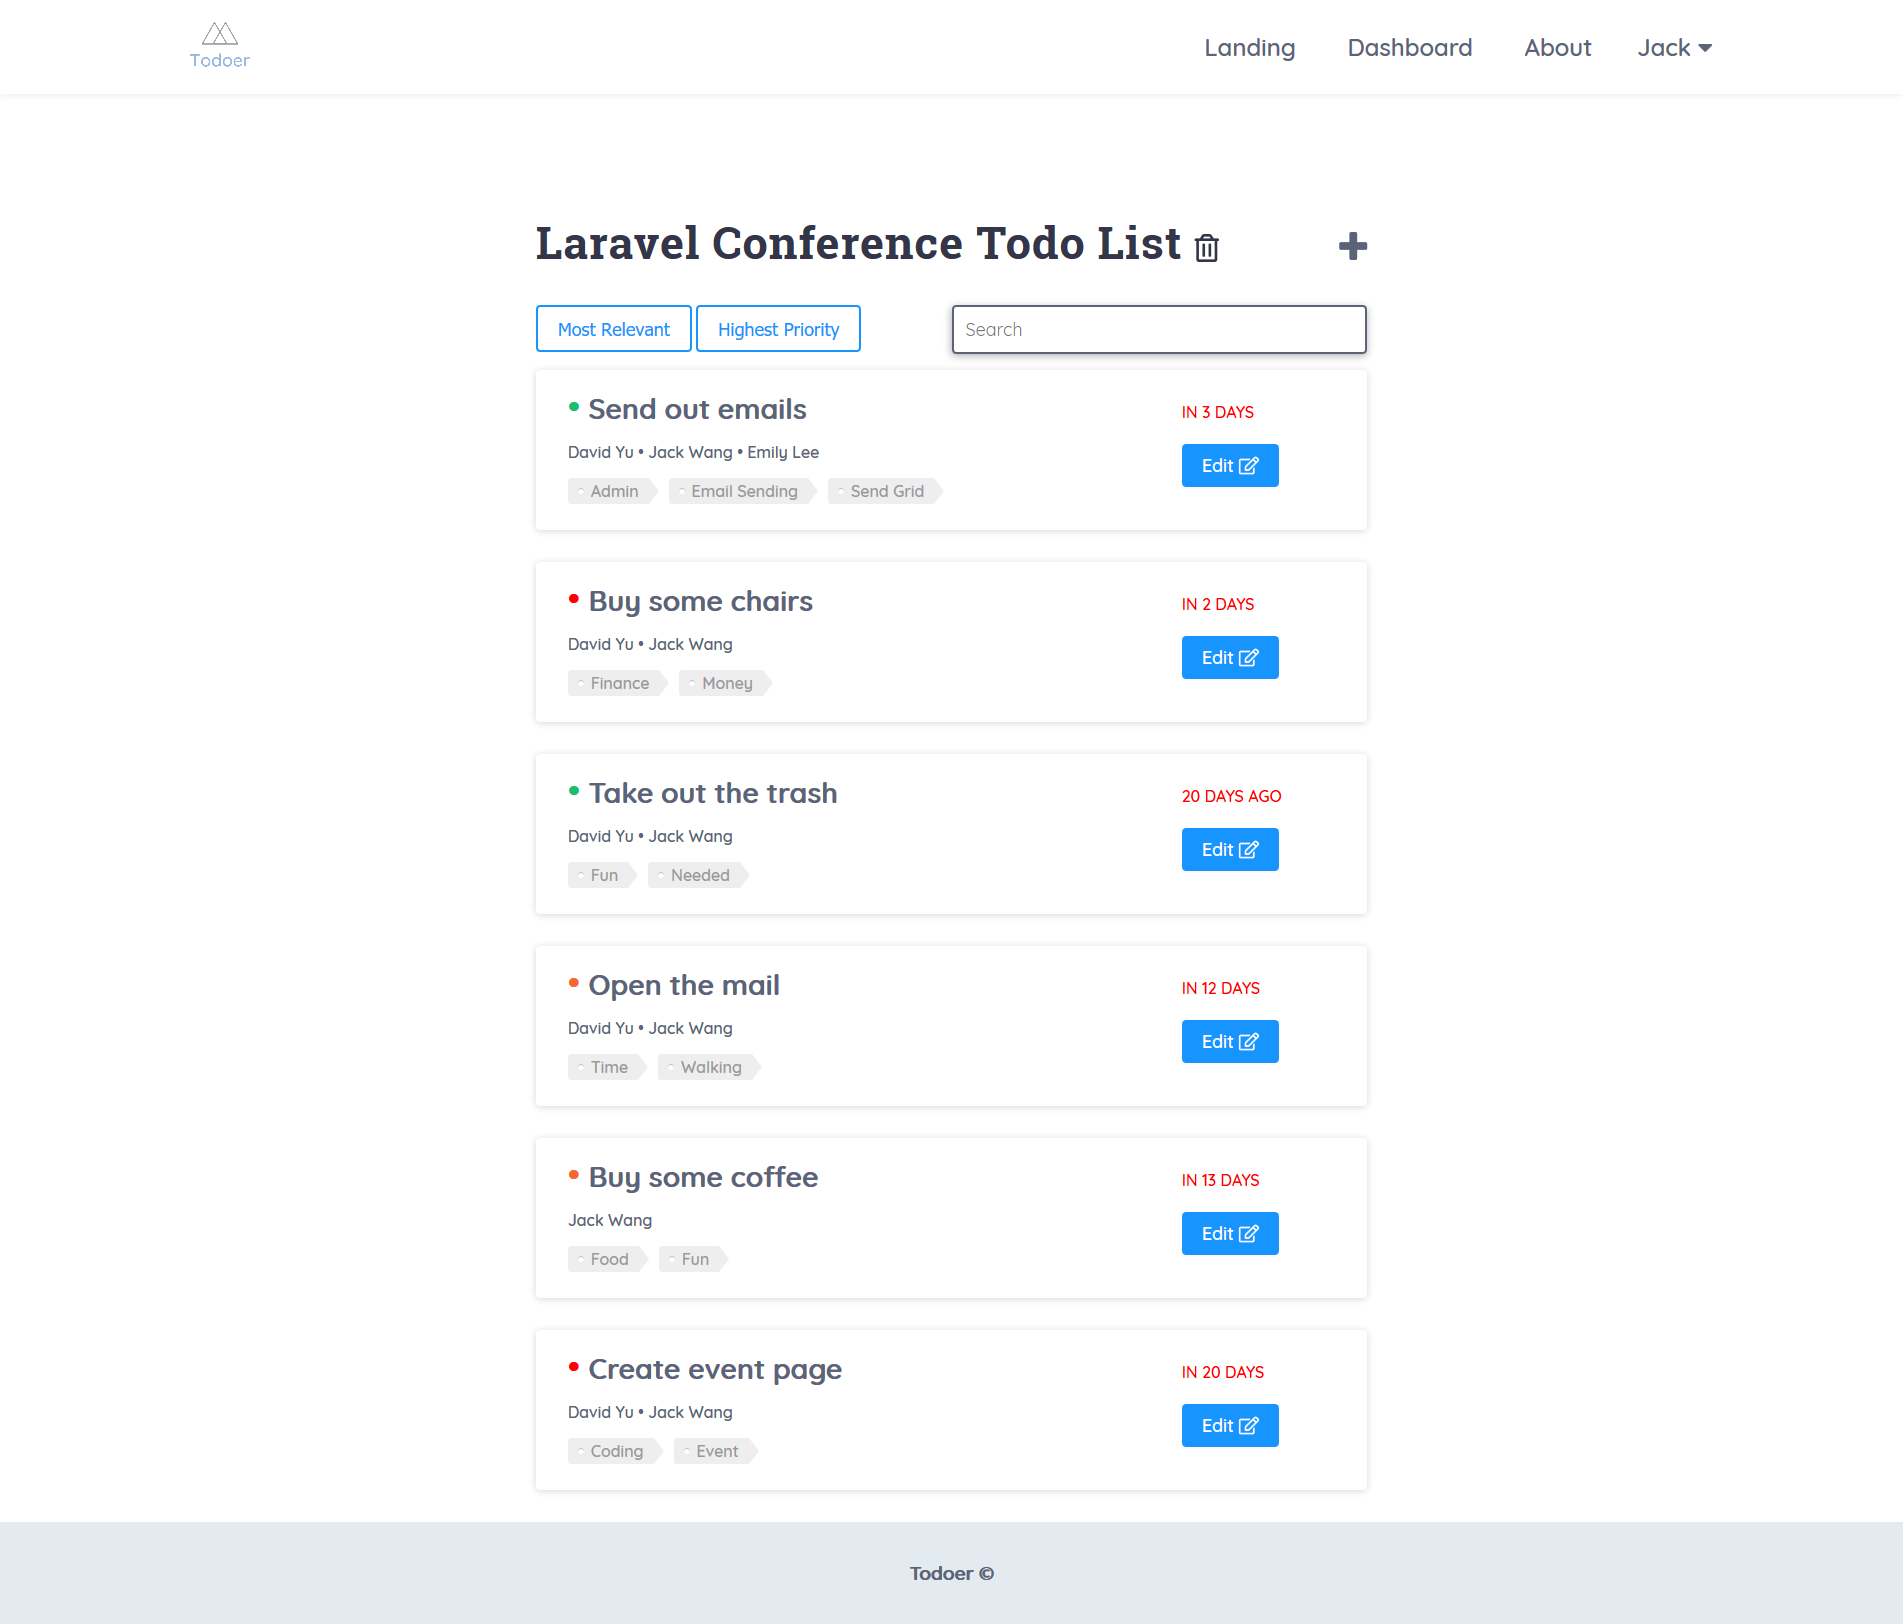 Todoer
Landing Dashboard About Jack
Laravel Conference Todo List
Most Relevant Highest Priority Search
Send out emails
IN 3 DAYS
David Yu • Jack Wang • Emily Lee
Edit
Admin Email Sending Send Grid
Buy some chairs
IN 2 DAYS
David Yu • Jack Wang
Edit
Finance Money
Take out the trash
20 DAYS AGO
David Yu • Jack Wang
Edit
Fun Needed
Open the mail
IN 12 DAYS
David Yu • Jack Wang
Edit
Time Walking
Buy some coffee
IN 13 DAYS
Jack Wang
Edit
Food Fun
Create event page
IN 20 DAYS
David Yu • Jack Wang
Edit
Coding Event
Todoer ©